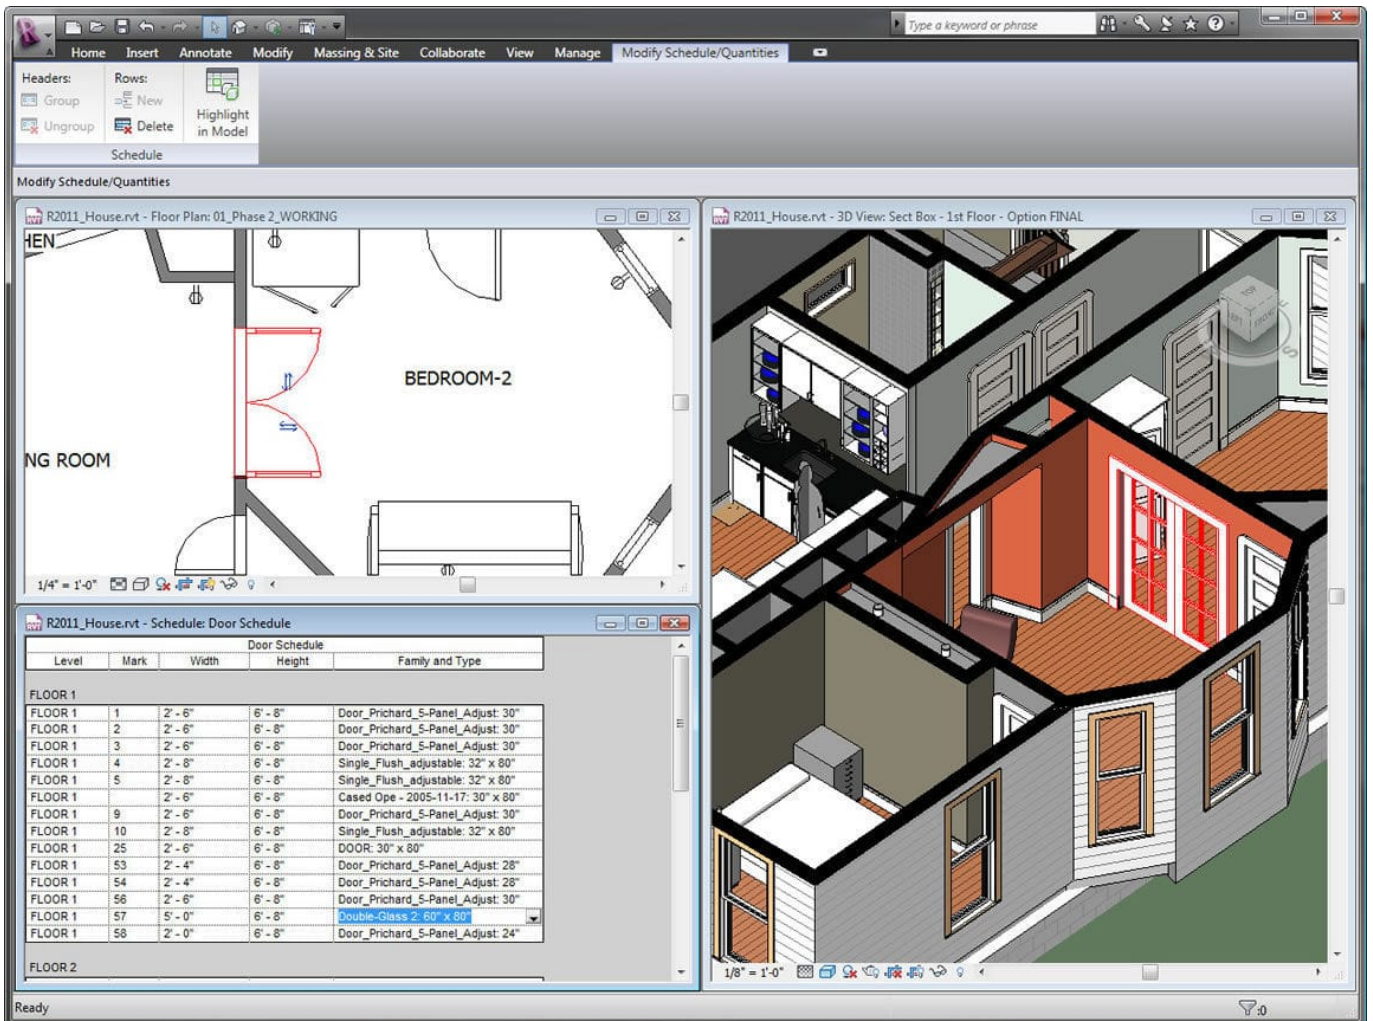 Type a keyword or phrase
Home Insert Annotate Modify Massing & Site Collaborate View Manage Modify Schedule/Quantities
Headers: Rows:
Group New
Ungroup Delete
Highlight
in Model
Schedule
Modify Schedule/Quantities
R2011_House.rvt - Floor Plan: 01_Phase 2_WORKING
HEN
BEDROOM-2
NG ROOM
1/4" = 1'-0"
R2011_House.rvt - Schedule: Door Schedule
Door Schedule
Level Mark Width Height Family and Type
FLOOR 1
FLOOR 1 1 2' - 6" 6' - 8" Door_Prichard_5-Panel_Adjust: 30"
FLOOR 1 2 2' - 6" 6' - 8" Door_Prichard_5-Panel_Adjust: 30"
FLOOR 1 3 2' - 6" 6' - 8" Door_Prichard_5-Panel_Adjust: 30"
FLOOR 1 4 2' - 8" 6' - 8" Single_Flush_adjustable: 32" x 80"
FLOOR 1 5 2' - 8" 6' - 8" Single_Flush_adjustable: 32" x 80"
FLOOR 1 2' - 6" 6' - 8" Cased Ope - 2005-11-17: 30" x 80"
FLOOR 1 9 2' - 6" 6' - 8" Door_Prichard_5-Panel_Adjust: 30"
FLOOR 1 10 2' - 8" 6' - 8" Single_Flush_adjustable: 32" x 80"
FLOOR 1 25 2' - 6" 6' - 8" DOOR: 30" x 80"
FLOOR 1 53 2' - 4" 6' - 8" Door_Prichard_5-Panel_Adjust: 28"
FLOOR 1 54 2' - 4" 6' - 8" Door_Prichard_5-Panel_Adjust: 28"
FLOOR 1 56 2' - 6" 6' - 8" Door_Prichard_5-Panel_Adjust: 30"
FLOOR 1 57 5' - 0" 6' - 8" Double-Glass 2: 60" x 80"
FLOOR 1 58 2' - 0" 6' - 8" Door_Prichard_5-Panel_Adjust: 24"
FLOOR 2
R2011_House.rvt - 3D View: Sect Box - 1st Floor - Option FINAL
TOP
FRONT
S
1/8" = 1'-0"
Ready
:0